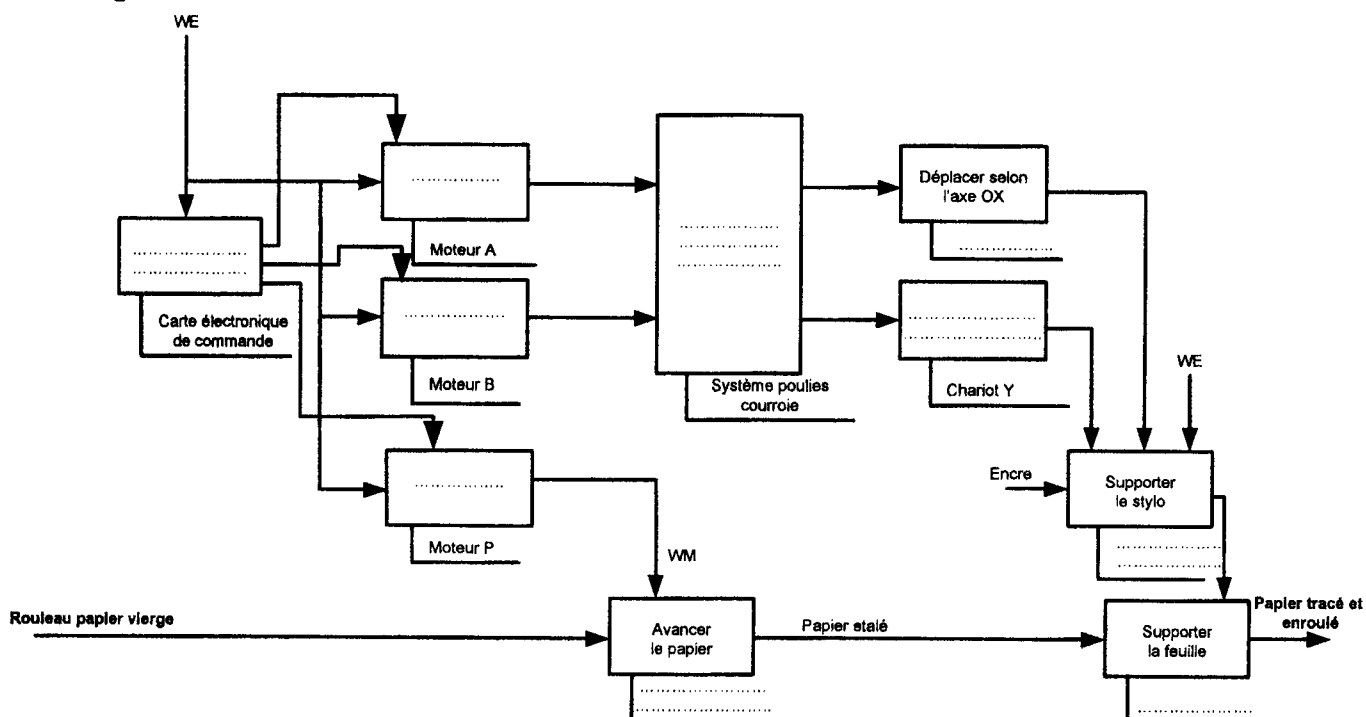 WE
Déplacer selon
l'axe OX
Moteur A
Carte électronique
de commande
Moteur B
Système poulies
courroie
Chariot Y
WE
Encre
Supporter
le stylo
Moteur P
WM
Rouleau papier vierge
Avancer
le papier
Papier etalé
Supporter
la feuille
Papier tracé et
enroulé